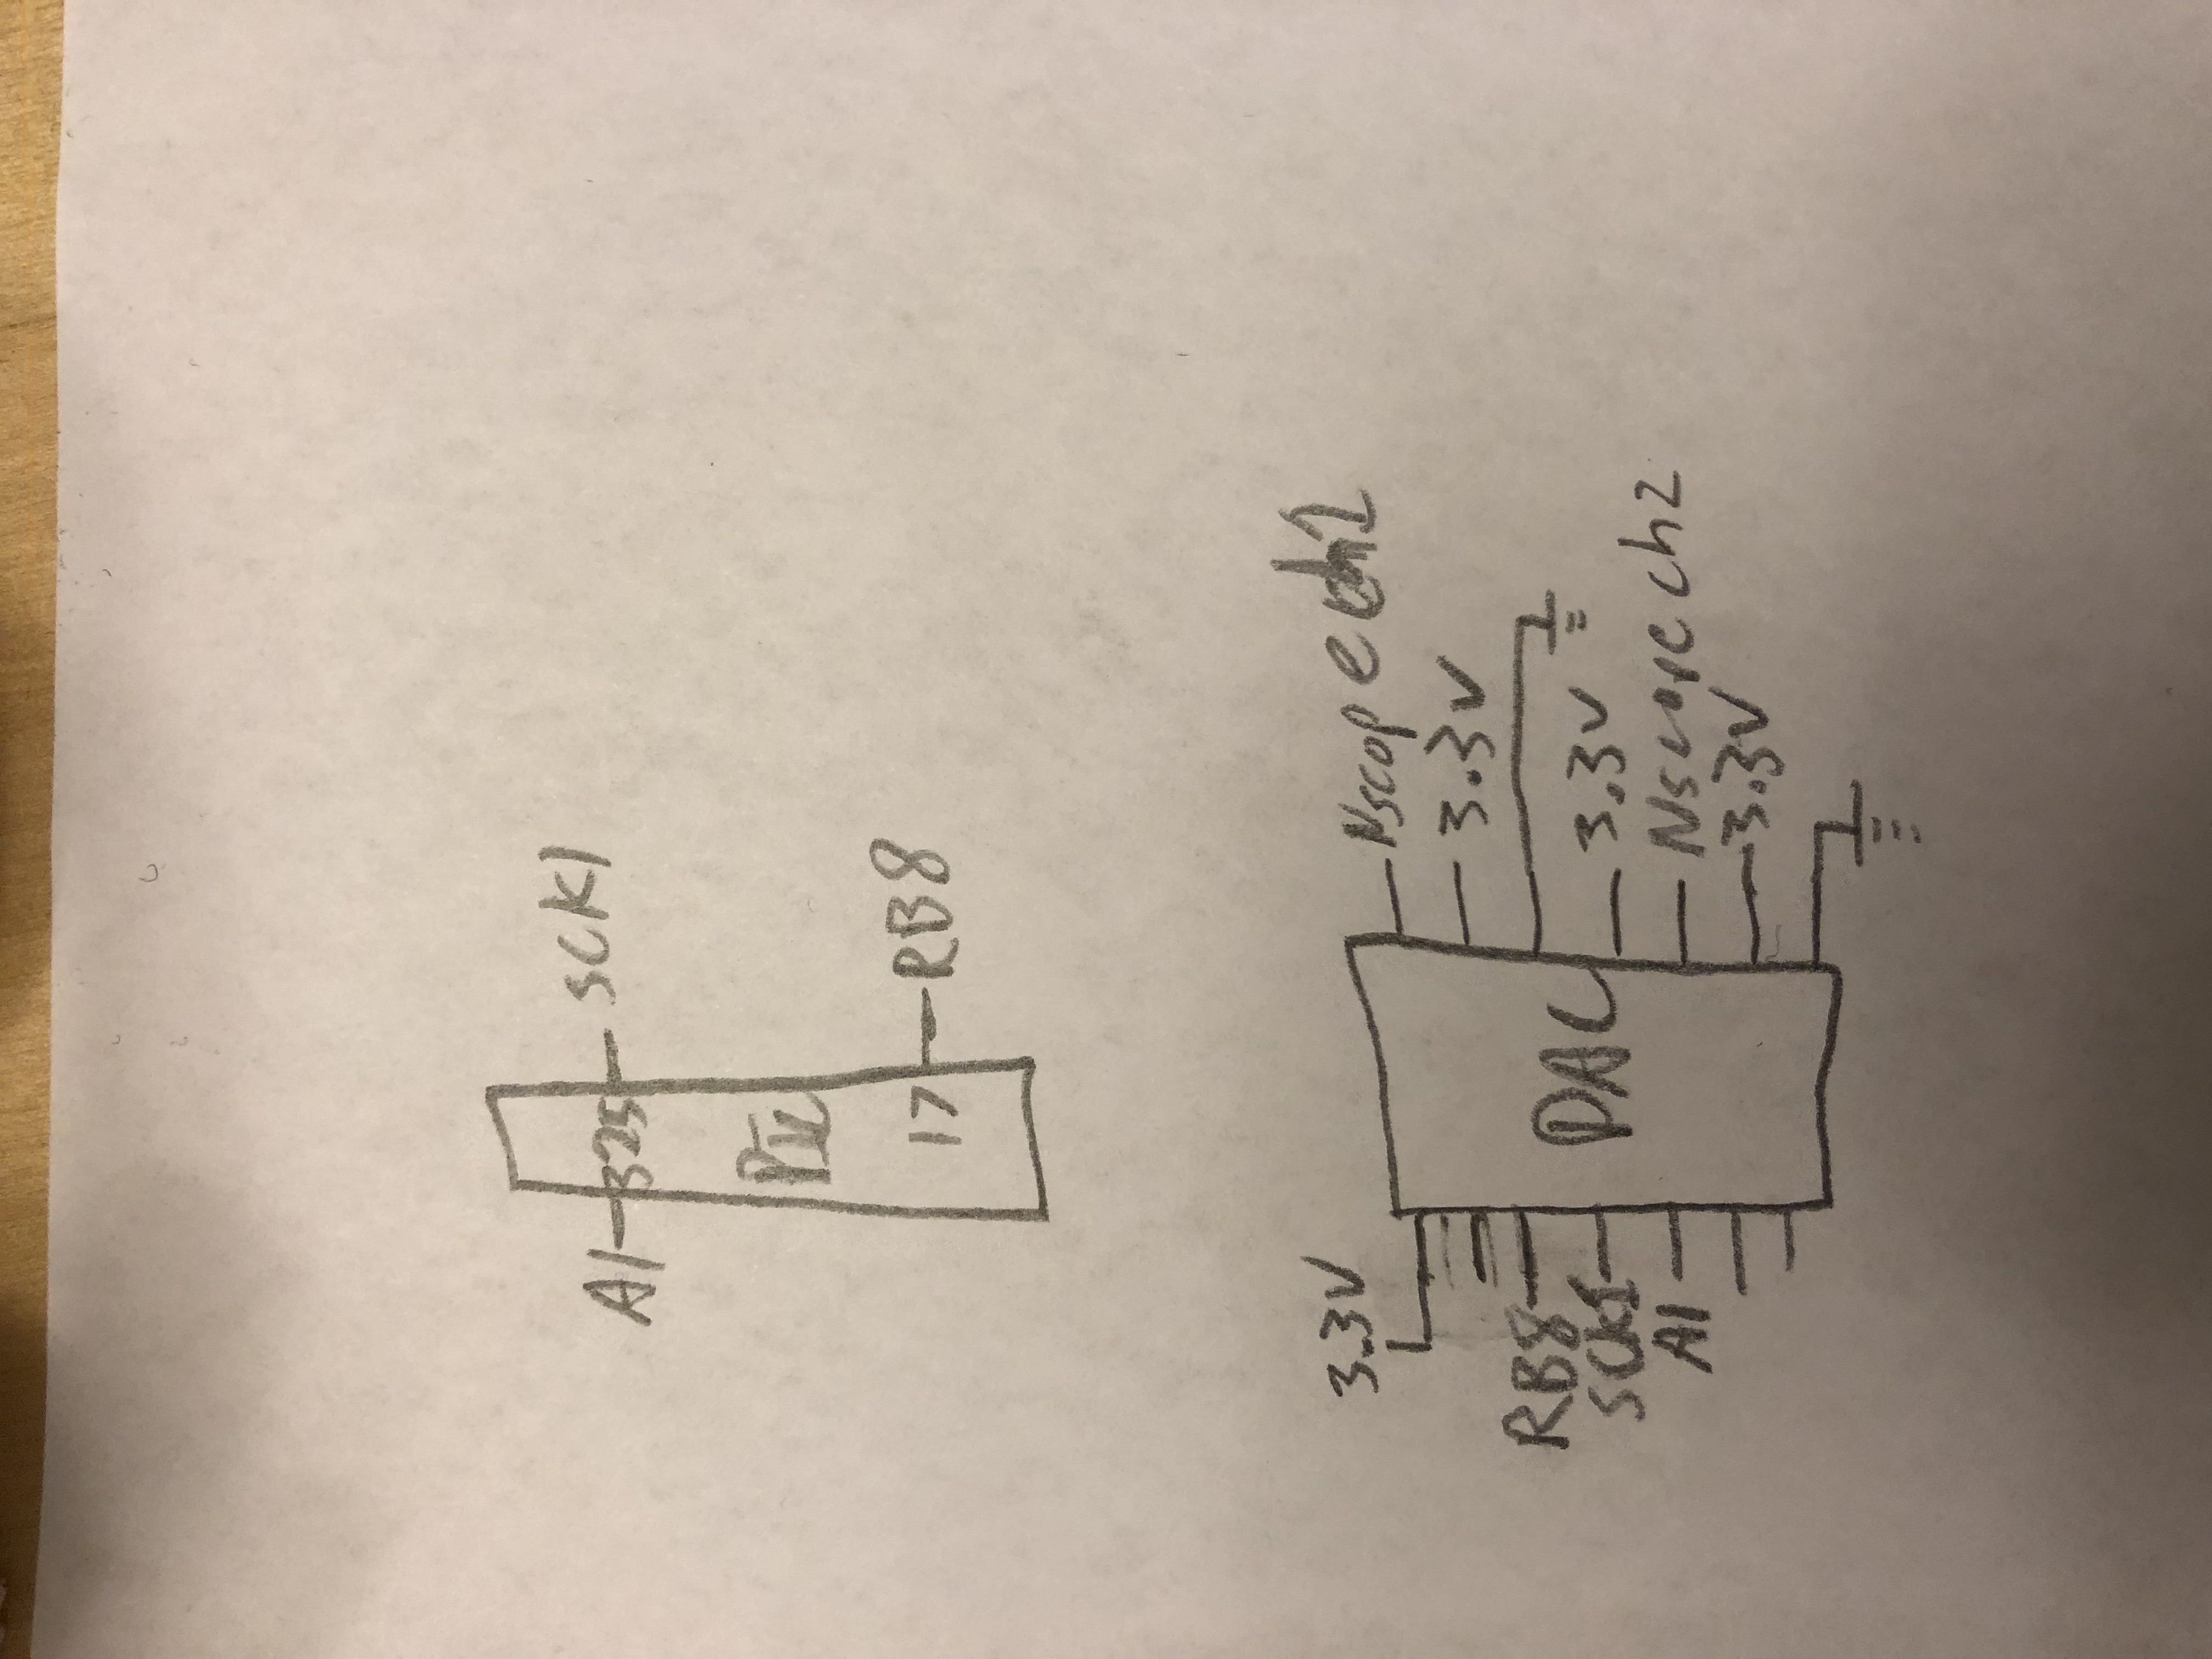 A1 3 25 SCK1
PIC
17 RB8
3.3V
Nscope ch1
3.3V
RB8
SCK1
A1
DAC
3.3V
Nscope ch2
3.3V